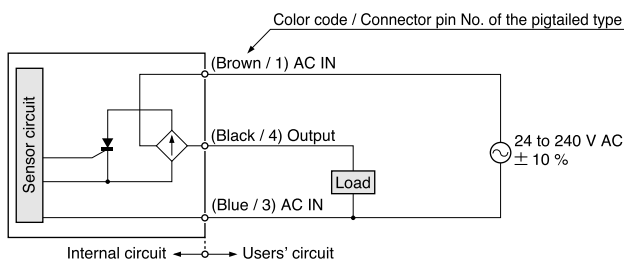 Color code / Connector pin No. of the pigtailed type
(Brown / 1) AC IN
Sensor circuit
(Black / 4) Output
24 to 240 V AC
± 10 %
Load
(Blue / 3) AC IN
Internal circuit
Users' circuit